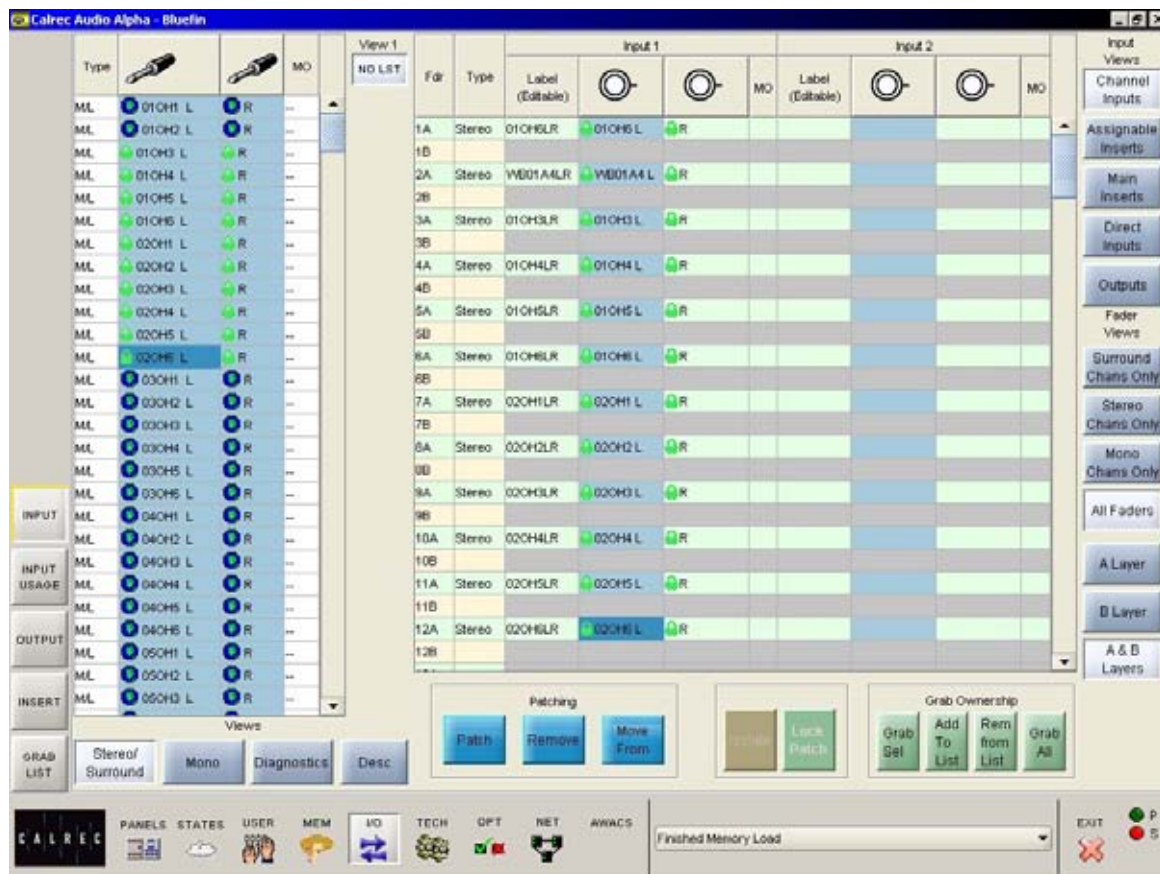 Calrec Audio Alpha - Bluefin
Type MO
View 1
NO LST
Input 1 Input 2
Fdr Type Label (Editable) MO Label (Editable) MO
M/L 01OH1 L R --
M/L 01OH2 L R --
M/L 01OH3 L R --
M/L 01OH4 L R --
M/L 01OH5 L R --
M/L 01OH6 L R --
M/L 02OH1 L R --
M/L 02OH2 L R --
M/L 02OH3 L R --
M/L 02OH4 L R --
M/L 02OH5 L R --
M/L 02OH6 L R --
M/L 03OH1 L R --
M/L 03OH2 L R --
M/L 03OH3 L R --
M/L 03OH4 L R --
M/L 03OH5 L R --
M/L 03OH6 L R --
M/L 04OH1 L R --
M/L 04OH2 L R --
M/L 04OH3 L R --
M/L 04OH4 L R --
M/L 04OH5 L R --
M/L 04OH6 L R --
M/L 05OH1 L R --
M/L 05OH2 L R --
M/L 05OH3 L R --
1A Stereo 01OH6LR 01OH6 L R
1B
2A Stereo WB01A4LR WB01A4 L R
2B
3A Stereo 01OH3LR 01OH3 L R
3B
4A Stereo 01OH4LR 01OH4 L R
4B
5A Stereo 01OH5LR 01OH5 L R
5B
6A Stereo 01OH6LR 01OH6 L R
6B
7A Stereo 02OH1LR 02OH1 L R
7B
8A Stereo 02OH2LR 02OH2 L R
8B
9A Stereo 02OH3LR 02OH3 L R
9B
10A Stereo 02OH4LR 02OH4 L R
10B
11A Stereo 02OH5LR 02OH5 L R
11B
12A Stereo 02OH6LR 02OH6 L R
12B
Input
Views
Channel
Inputs
Assignable
Inserts
Main
Inserts
Direct
Inputs
Outputs
Fader
Views
Surround
Chans Only
Stereo
Chans Only
Mono
Chans Only
All Faders
A Layer
B Layer
A & B
Layers
INPUT
INPUT
USAGE
OUTPUT
INSERT
GRAB
LIST
Views
Stereo/
Surround
Mono
Diagnostics
Desc
Patching
Patch
Remove
Move
From
Lock
Patch
Grab Ownership
Grab
Sel
Add
To
List
Rem
from
List
Grab
All
CALREC
PANELS STATES USER MEM I/O TECH OPT NET AWACS
Finished Memory Load
EXIT
P
S